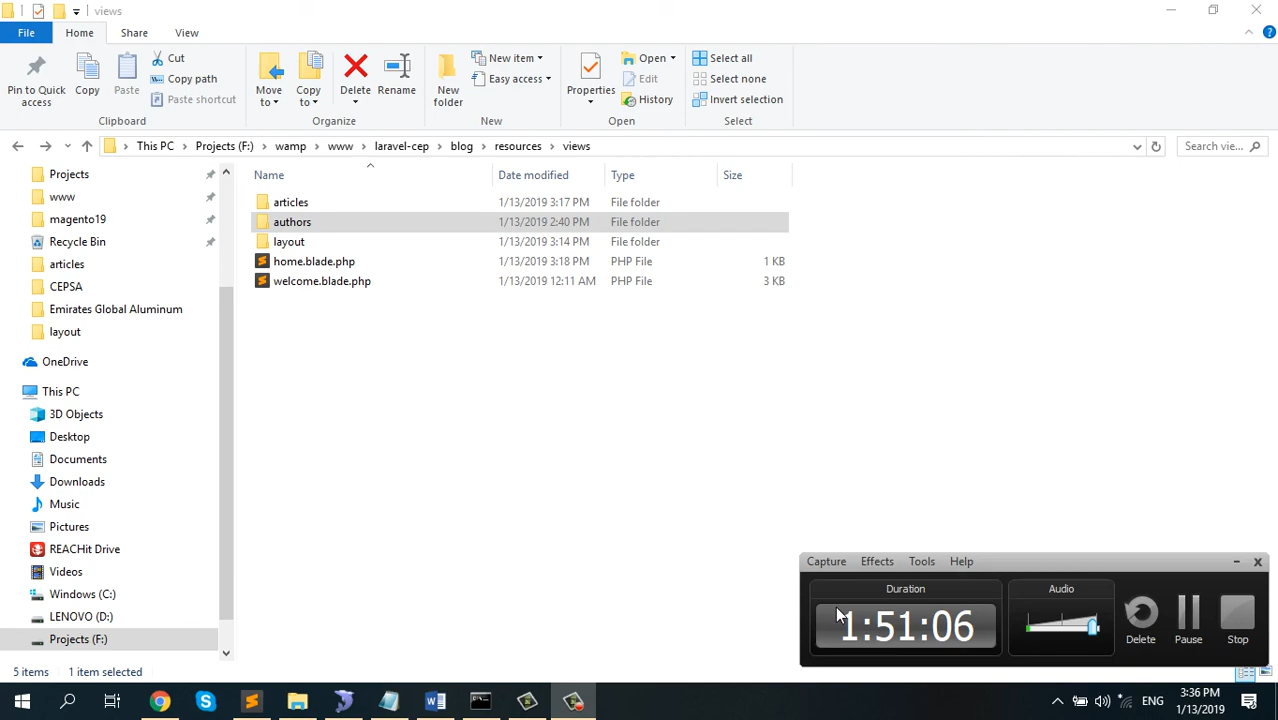 views
File Home Share View
Pin to Quick access
Copy
Paste
Cut
Copy path
Paste shortcut
Clipboard
Move to
Copy to
Delete
Rename
Organize
New folder
New item
Easy access
New
Properties
Open
Edit
History
Open
Select all
Select none
Invert selection
Select
This PC Projects (F:) wamp www laravel-cep blog resources views
Search vie...
Projects
www
magento19
Recycle Bin
articles
CEPSA
Emirates Global Aluminum
layout
OneDrive
This PC
3D Objects
Desktop
Documents
Downloads
Music
Pictures
REACHit Drive
Videos
Windows (C:)
LENOVO (D:)
Projects (F:)
Name Date modified Type Size
articles 1/13/2019 3:17 PM File folder
authors 1/13/2019 2:40 PM File folder
layout 1/13/2019 3:14 PM File folder
home.blade.php 1/13/2019 3:18 PM PHP File 1 KB
welcome.blade.php 1/13/2019 12:11 AM PHP File 3 KB
Capture Effects Tools Help
Duration
1:51:06
Audio
Delete
Pause
Stop
5 items 1 item selected
ENG
3:36 PM
1/13/2019